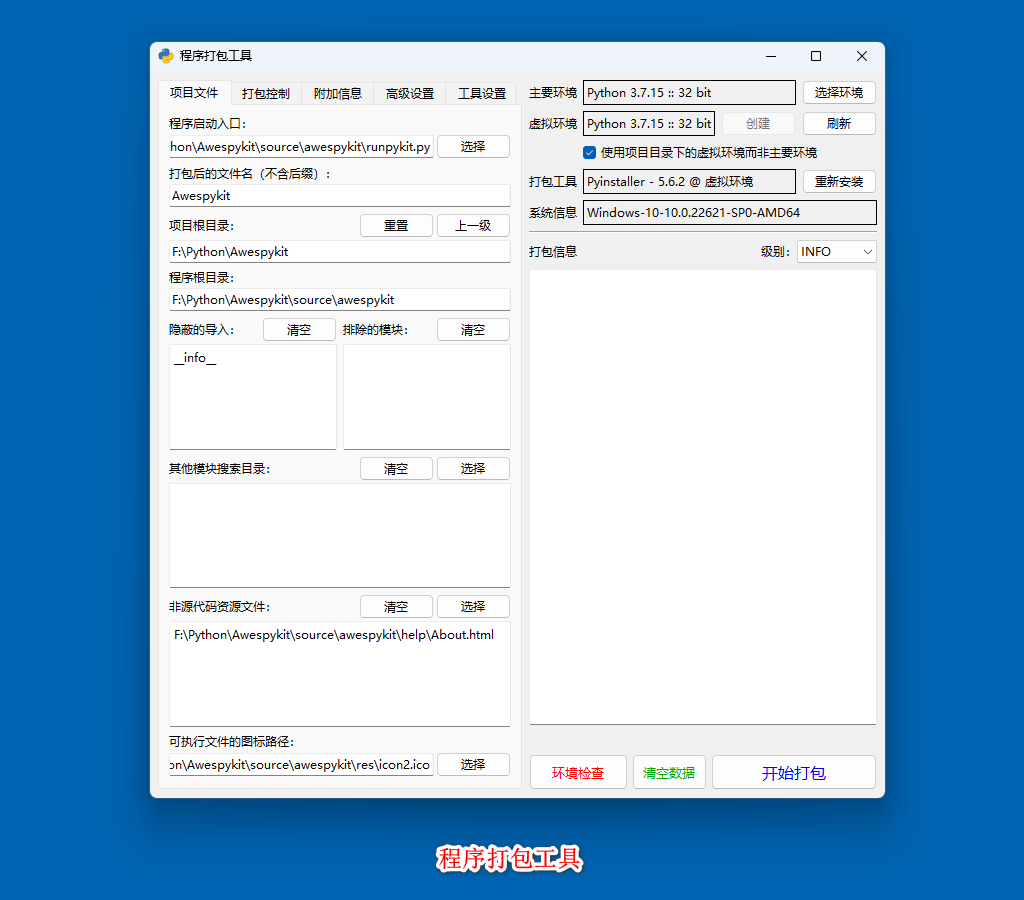 程序打包工具
项目文件 打包控制 附加信息 高级设置 工具设置
程序启动入口:
hon\Awespykit\source\awespykit\runpykit.py 选择
打包后的文件名（不含后缀）:
Awespykit
项目根目录: 重置 上一级
F:\Python\Awespykit
程序根目录:
F:\Python\Awespykit\source\awespykit
隐蔽的导入: 清空 排除的模块: 清空
__info__
其他模块搜索目录: 清空 选择
非源代码资源文件: 清空 选择
F:\Python\Awespykit\source\awespykit\help\About.html
可执行文件的图标路径:
on\Awespykit\source\awespykit\res\icon2.ico 选择
主要环境 Python 3.7.15 :: 32 bit 选择环境
虚拟环境 Python 3.7.15 :: 32 bit 创建 刷新
使用项目目录下的虚拟环境而非主要环境
打包工具 Pyinstaller - 5.6.2 @ 虚拟环境 重新安装
系统信息 Windows-10-10.0.22621-SP0-AMD64
打包信息 级别: INFO
环境检查 清空数据 开始打包
程序打包工具